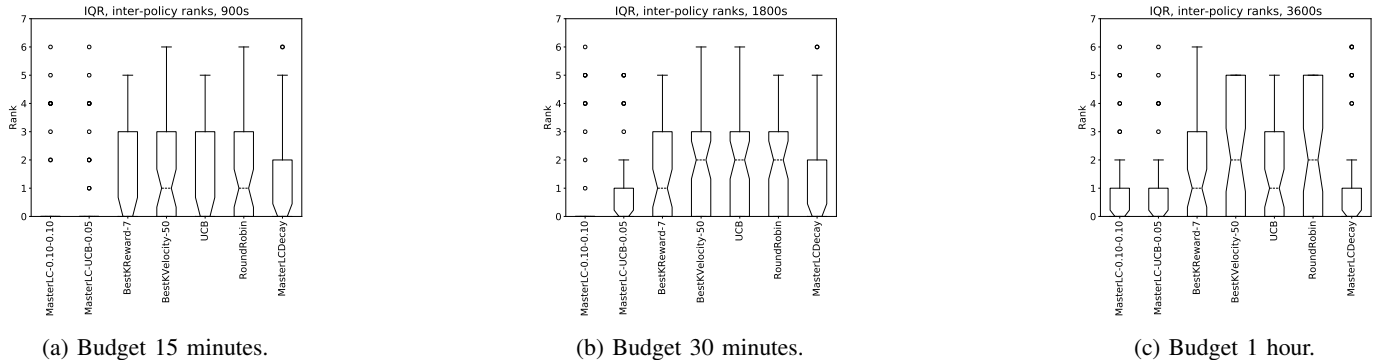 IQR, inter-policy ranks, 900s
7
6
5
4
3
2
1
0
Rank
MasterLC-0.10-0.10
MasterLC-UCB-0.05
BestKReward-7
BestKVelocity-50
UCB
RoundRobin
MasterLCDecay
(a) Budget 15 minutes.
IQR, inter-policy ranks, 1800s
7
6
5
4
3
2
1
0
Rank
MasterLC-0.10-0.10
MasterLC-UCB-0.05
BestKReward-7
BestKVelocity-50
UCB
RoundRobin
MasterLCDecay
(b) Budget 30 minutes.
IQR, inter-policy ranks, 3600s
7
6
5
4
3
2
1
0
Rank
MasterLC-0.10-0.10
MasterLC-UCB-0.05
BestKReward-7
BestKVelocity-50
UCB
RoundRobin
MasterLCDecay
(c) Budget 1 hour.